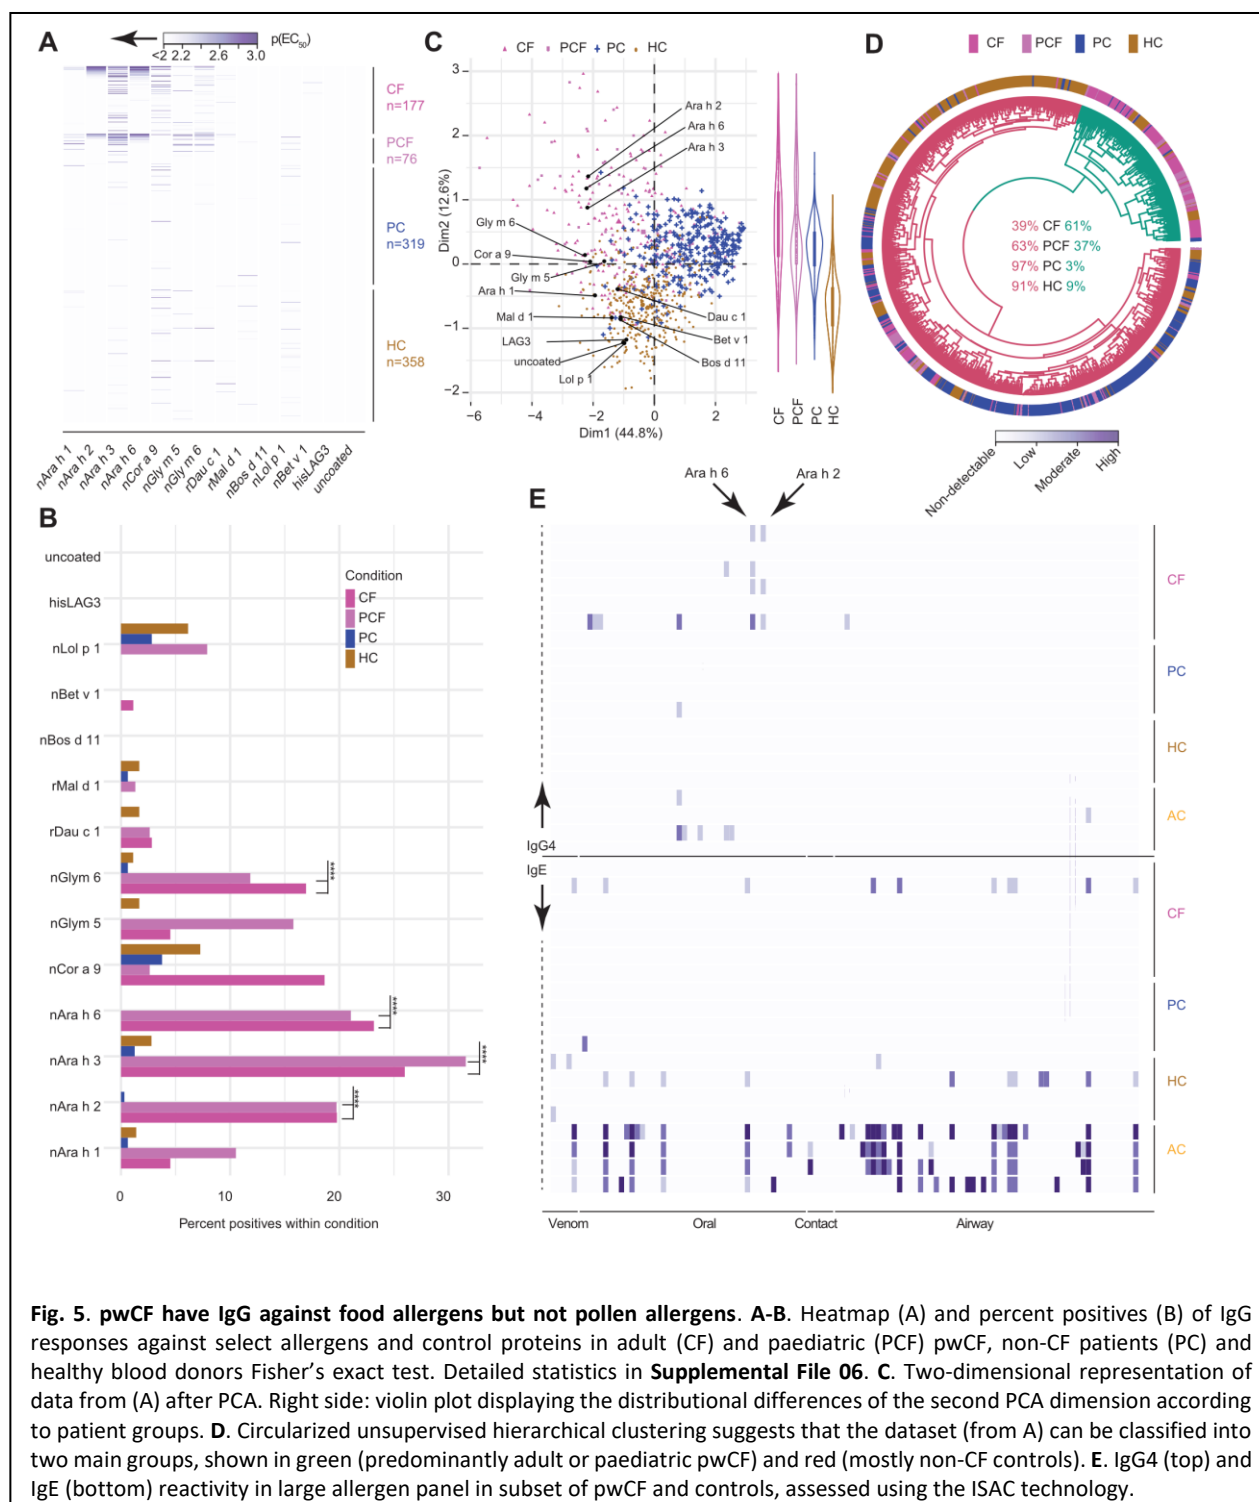 A
<2 2.2 2.6 3.0 p(EC50)
CF
n=177
PCF
n=76
PC
n=319
HC
n=358
nAra h 1
nAra h 2
nAra h 3
nAra h 6
nCor a 9
nGly m 5
nGly m 6
rDau c 1
rMal d 1
nBos d 11
nLol p 1
nBet v 1
hisLAG3
uncoated
C
CF PCF PC HC
Dim2 (12.6%)
3
2
1
0
−1
−2
Ara h 2
Ara h 6
Ara h 3
Gly m 6
Cor a 9
Gly m 5
Ara h 1
Mal d 1
LAG3
uncoated
Lol p 1
Dau c 1
Bet v 1
Bos d 11
−6 −4 −2 0 2
Dim1 (44.8%)
CF
PCF
PC
HC
D
CF PCF PC HC
39% CF 61%
63% PCF 37%
97% PC 3%
91% HC 9%
Non-detectable
Low
Moderate
High
B
uncoated
hisLAG3
nLol p 1
nBet v 1
nBos d 11
rMal d 1
rDau c 1
nGlym 6
nGlym 5
nCor a 9
nAra h 6
nAra h 3
nAra h 2
nAra h 1
Condition
CF
PCF
PC
HC
****
****
****
****
0 10 20 30
Percent positives within condition
E
Ara h 6
Ara h 2
CF
PC
HC
AC
IgG4
IgE
CF
PC
HC
AC
Venom Oral Contact Airway
Fig. 5. pwCF have IgG against food allergens but not pollen allergens. A-B. Heatmap (A) and percent positives (B) of IgG
responses against select allergens and control proteins in adult (CF) and paediatric (PCF) pwCF, non-CF patients (PC) and
healthy blood donors Fisher’s exact test. Detailed statistics in Supplemental File 06. C. Two-dimensional representation of
data from (A) after PCA. Right side: violin plot displaying the distributional differences of the second PCA dimension according
to patient groups. D. Circularized unsupervised hierarchical clustering suggests that the dataset (from A) can be classified into
two main groups, shown in green (predominantly adult or paediatric pwCF) and red (mostly non-CF controls). E. IgG4 (top) and
IgE (bottom) reactivity in large allergen panel in subset of pwCF and controls, assessed using the ISAC technology.